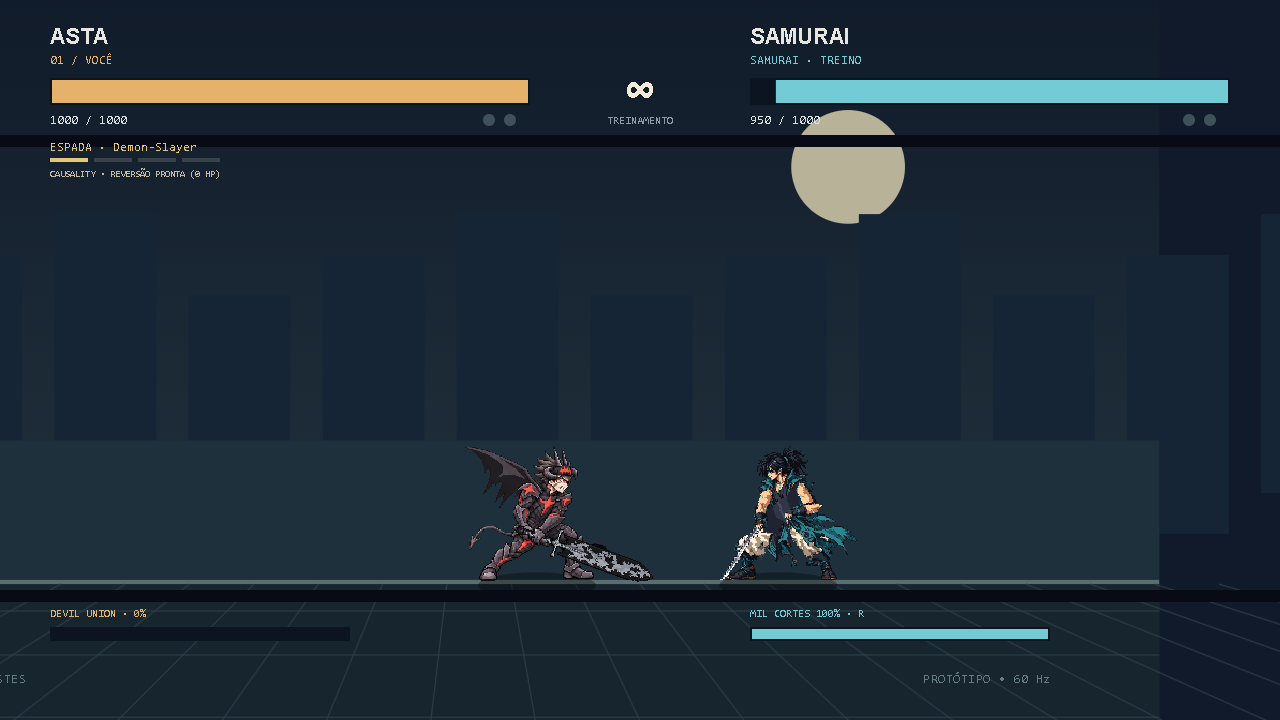 ASTA
01 / VOCÊ
1000 / 1000
ESPADA · Demon-Slayer
CAUSALITY · REVERSÃO PRONTA (0 HP)
∞
TREINAMENTO
SAMURAI
SAMURAI · TREINO
950 / 1000
DEVIL UNION · 0%
MIL CORTES 100% · R
STES
PROTÓTIPO • 60 Hz